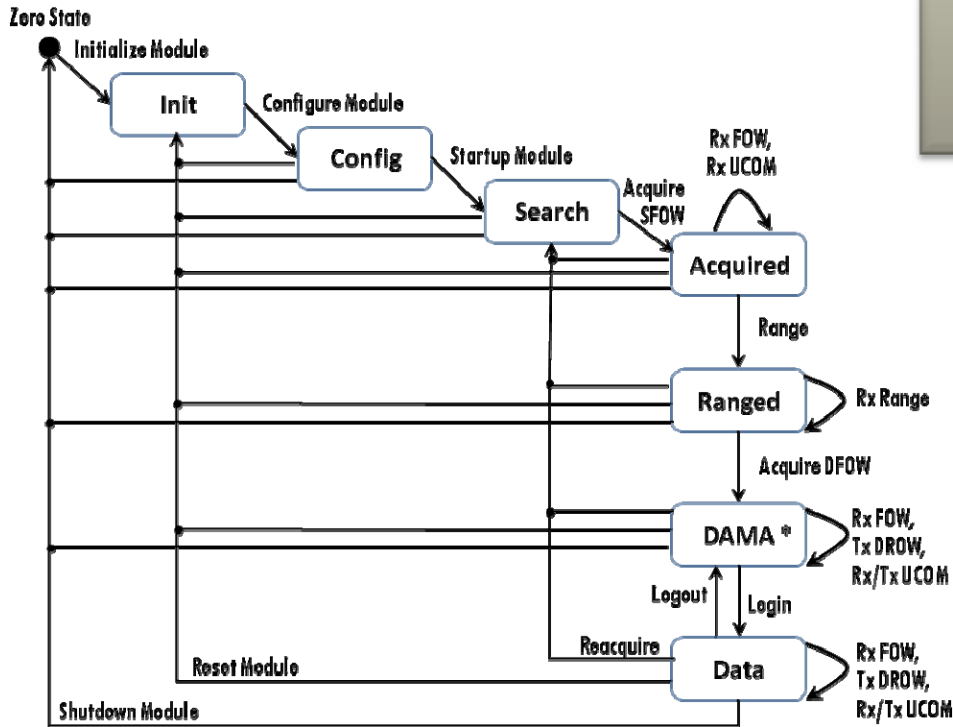 Zero State
Initialize Module
Init
Configure Module
Config
Startup Module
Search
Acquire
SFOW
Rx FOW,
Rx UCOM
Acquired
Range
Ranged
Rx Range
Acquire DFOW
DAMA *
Rx FOW,
Tx DROW,
Rx/Tx UCOM
Logout
Login
Reacquire
Data
Rx FOW,
Tx DROW,
Rx/Tx UCOM
Reset Module
Shutdown Module